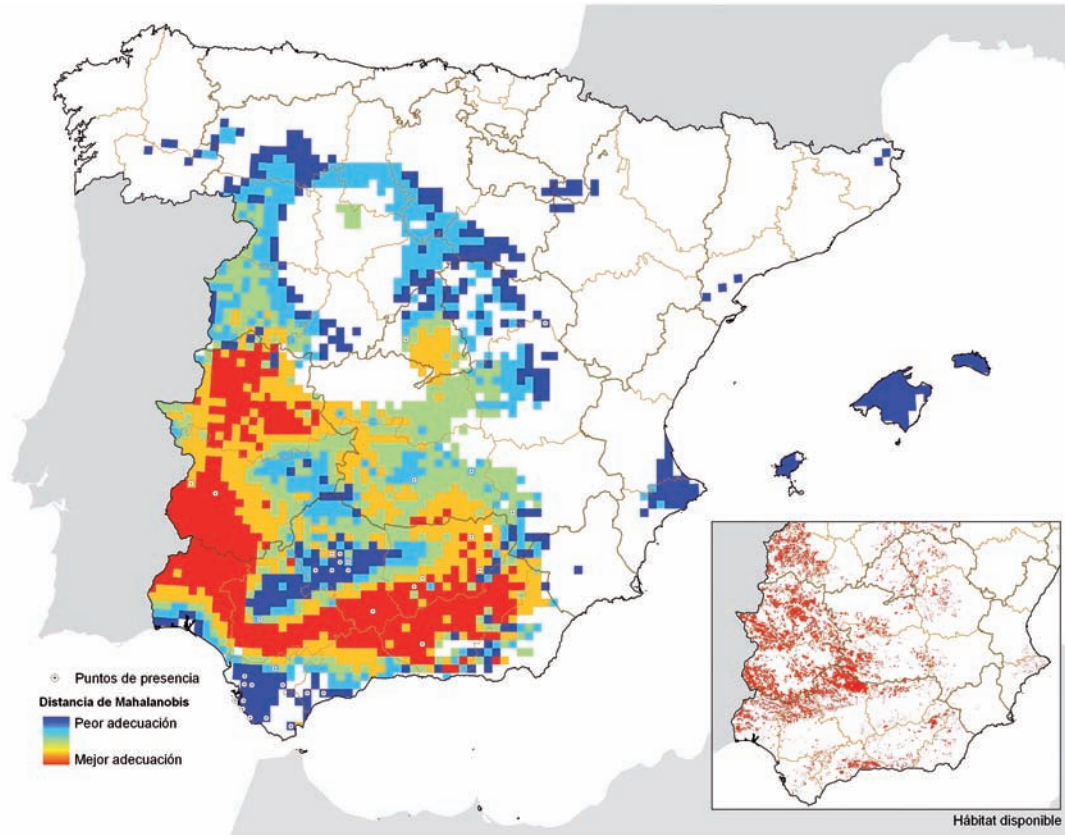 Puntos de presencia
Distancia de Mahalanobis
Peor adecuación
Mejor adecuación
Hábitat disponible